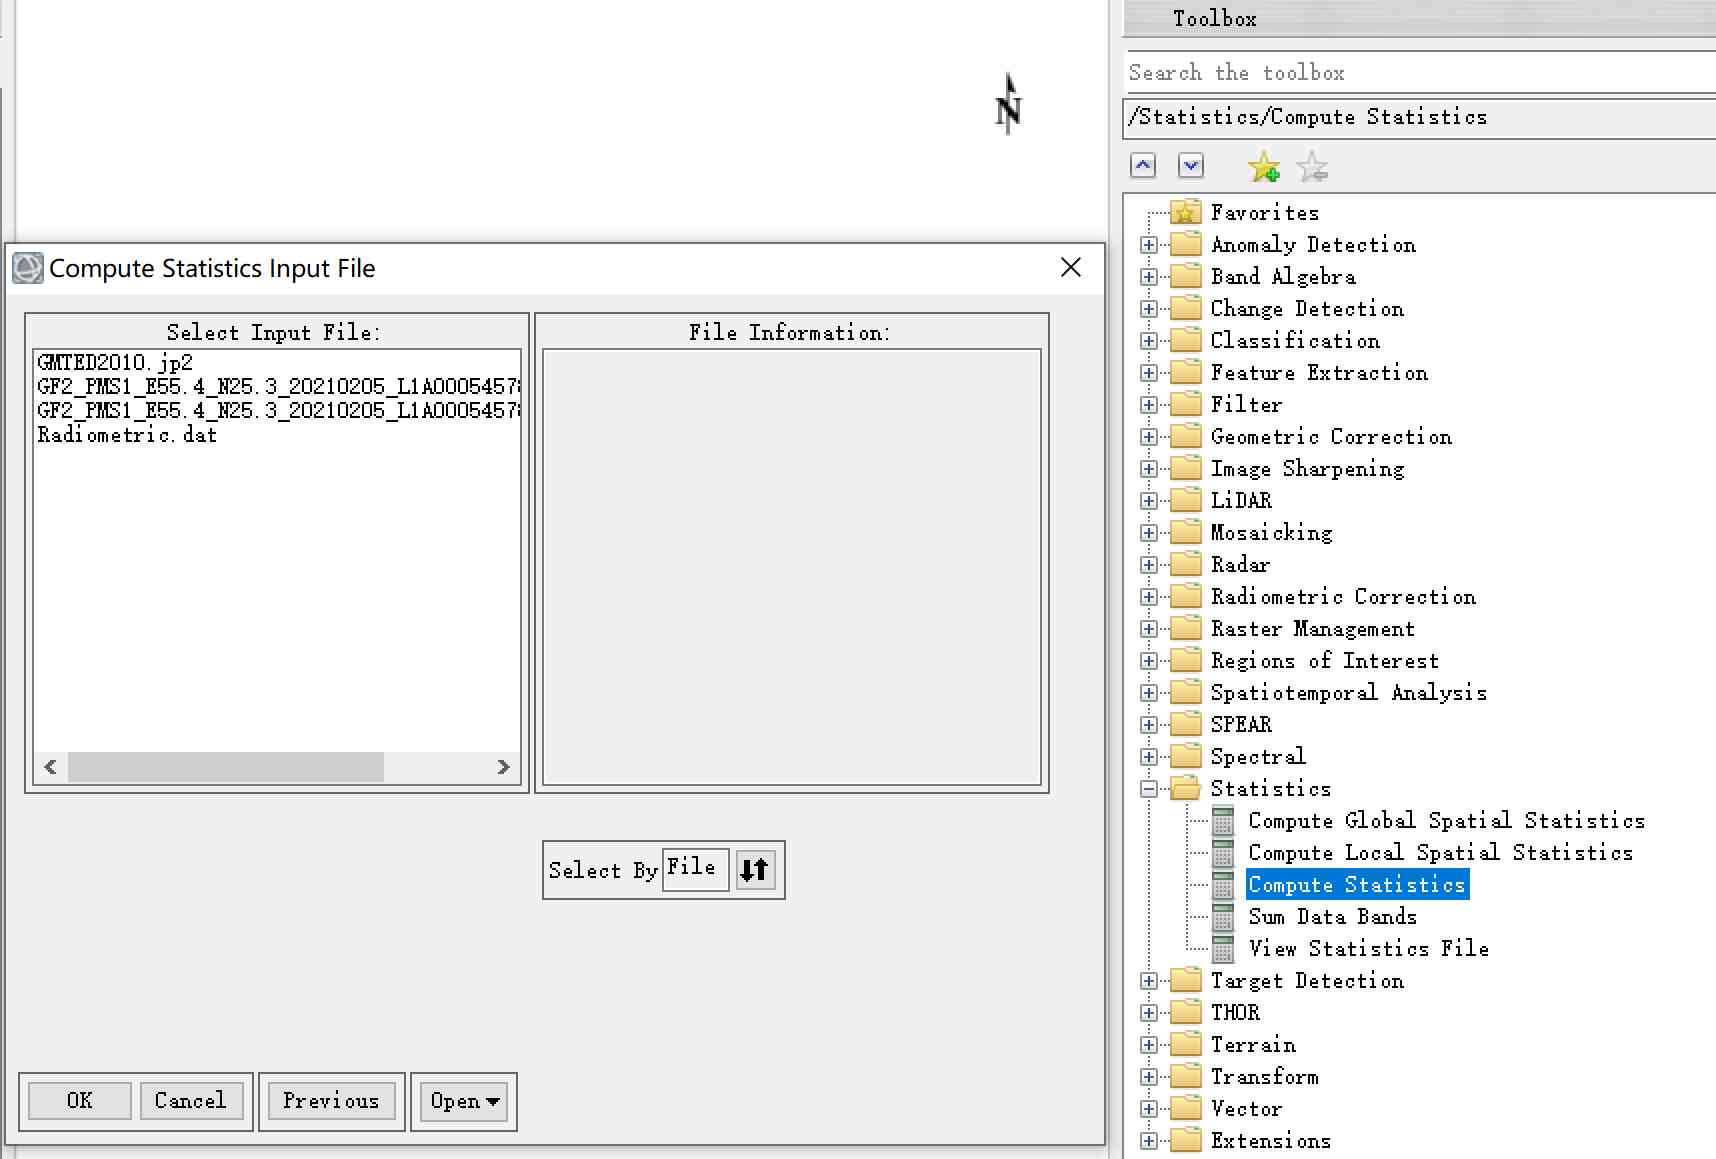 Toolbox
Search the toolbox
/Statistics/Compute Statistics
N
Favorites
Anomaly Detection
Band Algebra
Change Detection
Classification
Feature Extraction
Filter
Geometric Correction
Image Sharpening
LiDAR
Mosaicking
Radar
Radiometric Correction
Raster Management
Regions of Interest
Spatiotemporal Analysis
SPEAR
Spectral
Statistics
Compute Global Spatial Statistics
Compute Local Spatial Statistics
Compute Statistics
Sum Data Bands
View Statistics File
Target Detection
THOR
Terrain
Transform
Vector
Extensions
Compute Statistics Input File
Select Input File:
GMTED2010.jp2
GF2_PMS1_E55.4_N25.3_20210205_L1A0005457
GF2_PMS1_E55.4_N25.3_20210205_L1A0005457
Radiometric.dat
File Information:
Select By File
OK Cancel Previous Open